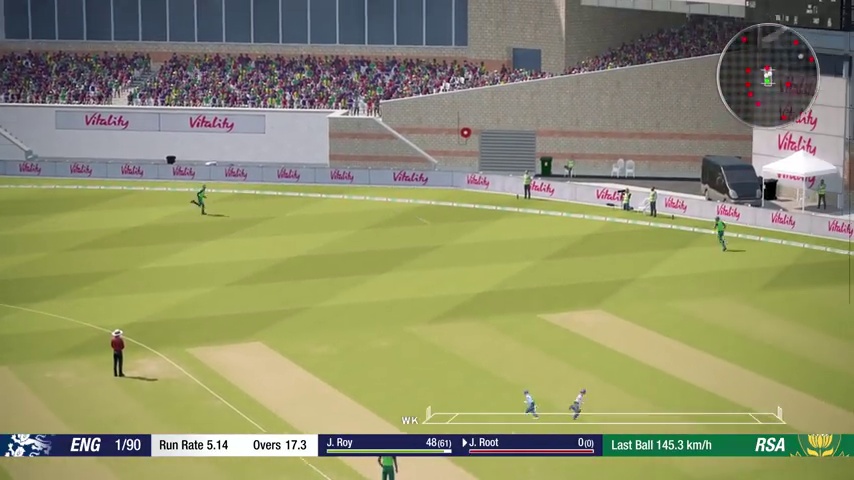 Vitality Vitality
Vitality
Vitality
Vitality Vitality Vitality Vitality Vitality Vitality Vitality Vitality Vitality Vitality Vitality Vitality Vitality
WK
ENG 1/90 Run Rate 5.14 Overs 17.3 J. Roy 48(61) J. Root 0(0) Last Ball 145.3 km/h RSA